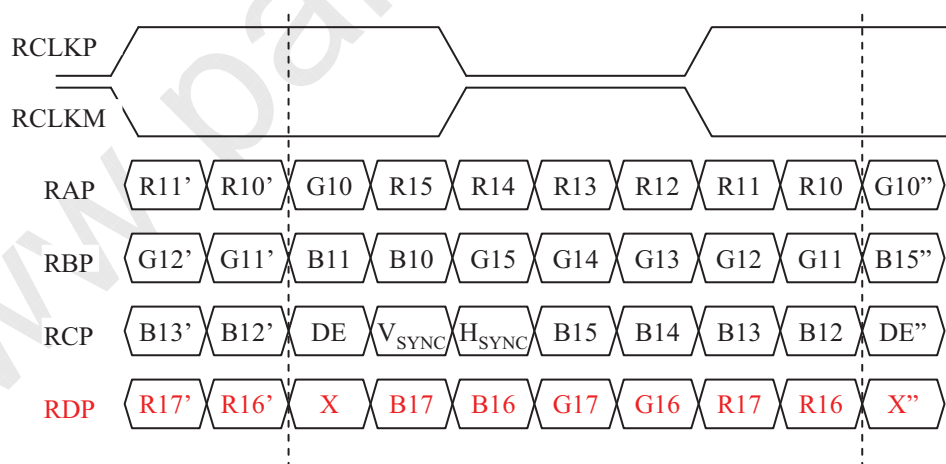 RCLKP
RCLKM
RAP R11’ R10’ G10 R15 R14 R13 R12 R11 R10 G10”
RBP G12’ G11’ B11 B10 G15 G14 G13 G12 G11 B15”
RCP B13’ B12’ DE VSYNC HSYNC B15 B14 B13 B12 DE”
RDP R17’ R16’ X B17 B16 G17 G16 R17 R16 X”